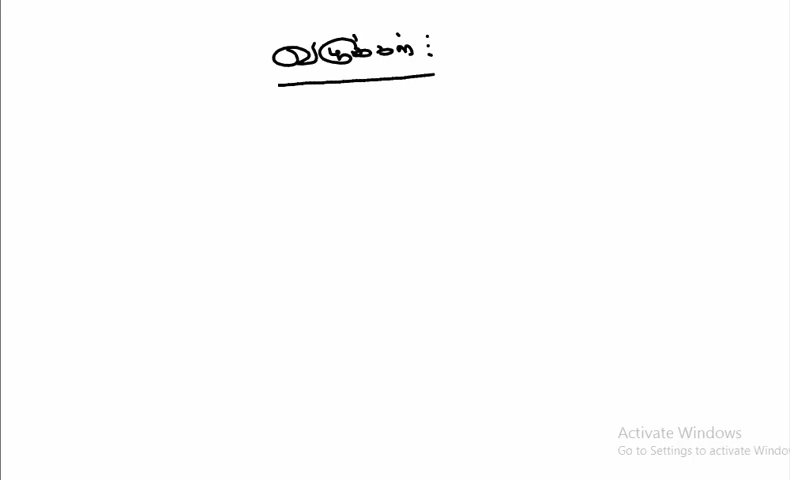 வகுத்தல் :
Activate Windows
Go to Settings to activate Windo